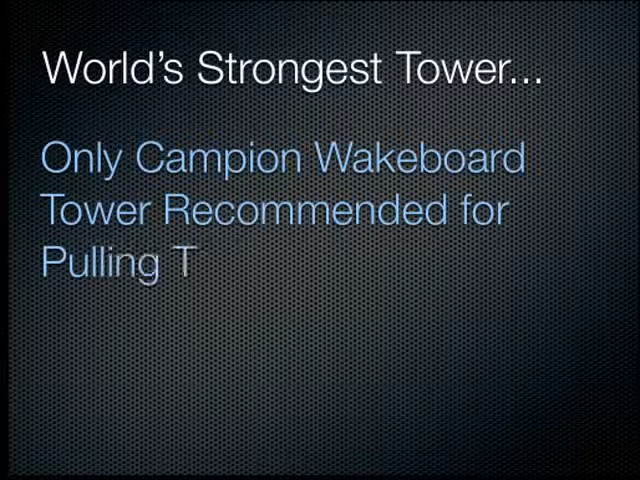 World's Strongest Tower...
Only Campion Wakeboard
Tower Recommended for
Pulling T